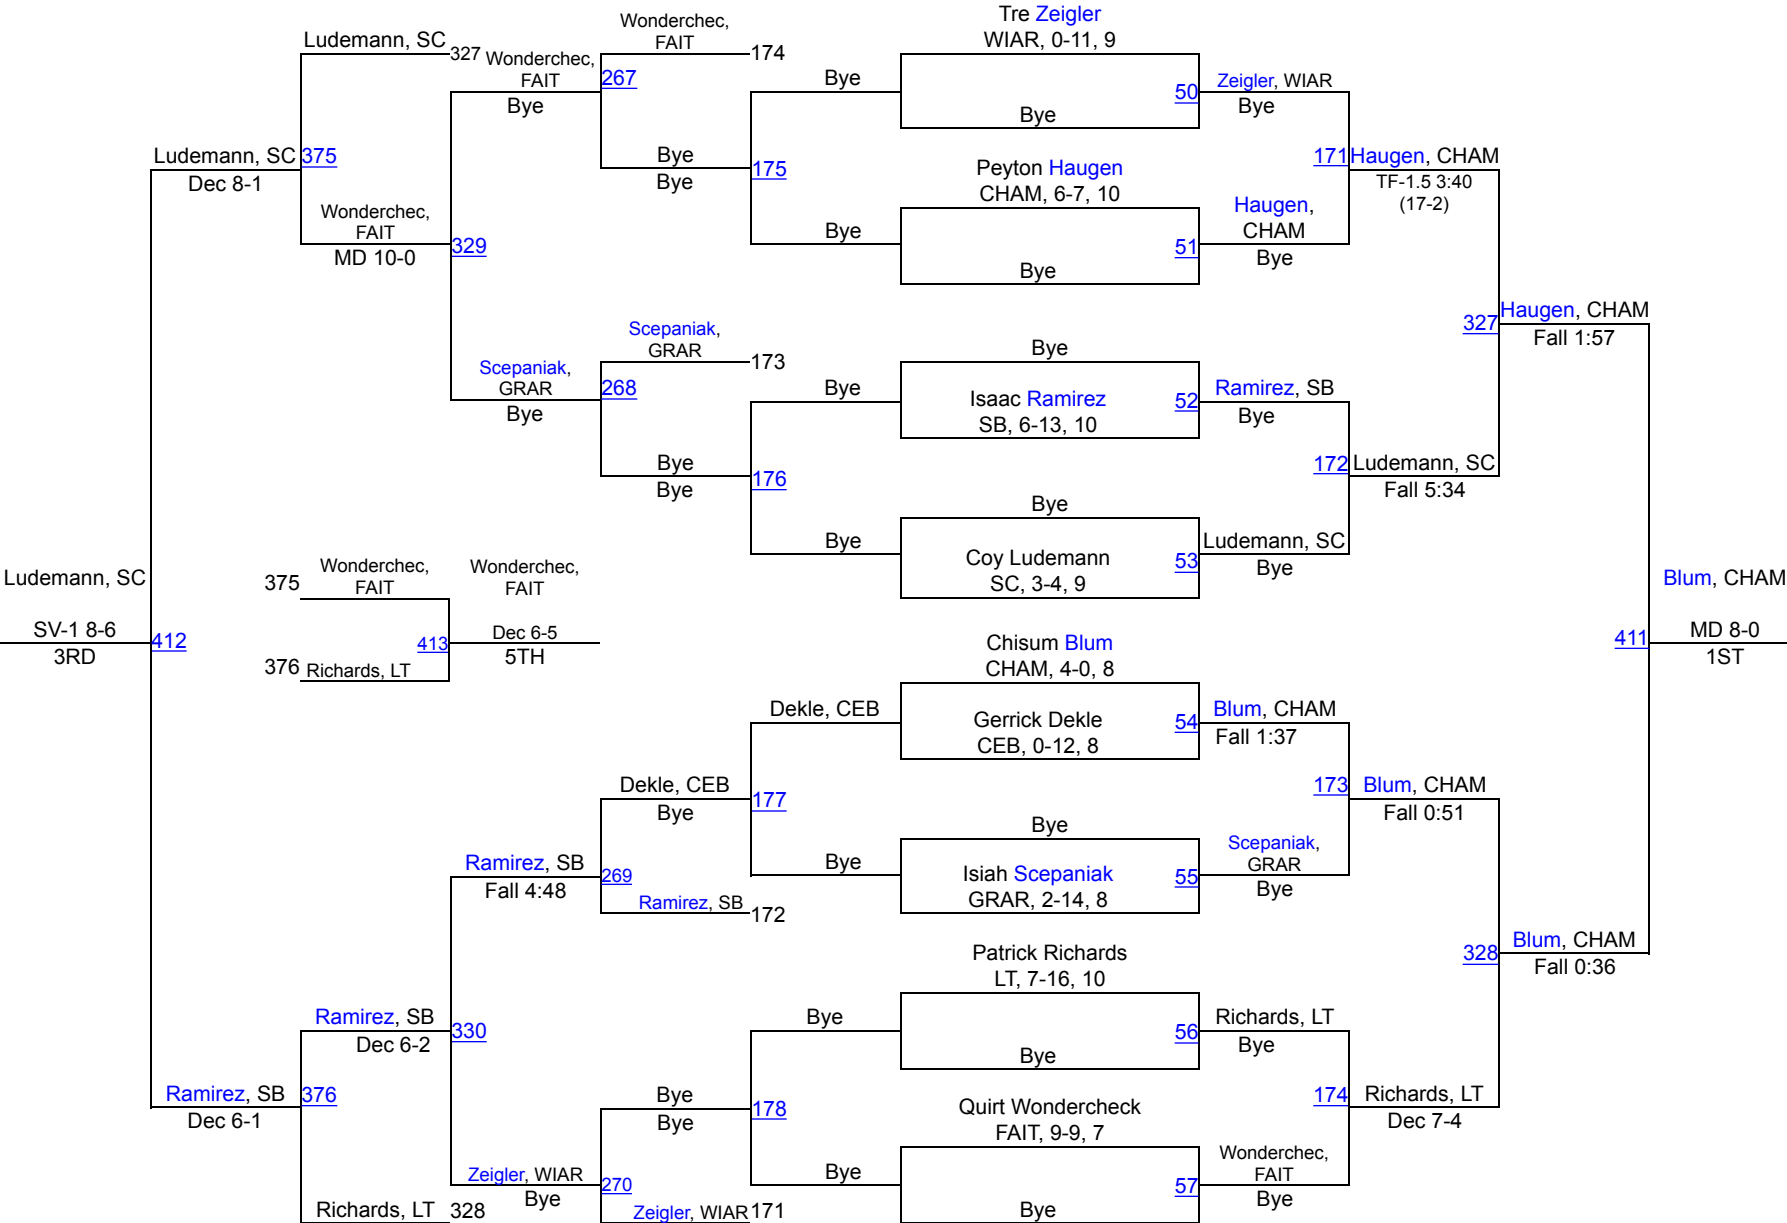 Tre Zeigler
WIAR, 0-11, 9
Bye
50
Peyton Haugen
CHAM, 6-7, 10
Bye
51
Bye
Isaac Ramirez
SB, 6-13, 10
52
Bye
Coy Ludemann
SC, 3-4, 9
53
Chisum Blum
CHAM, 4-0, 8
Gerrick Dekle
CEB, 0-12, 8
54
Bye
Isiah Scepaniak
GRAR, 2-14, 8
55
Patrick Richards
LT, 7-16, 10
Bye
56
Quirt Wondercheck
FAIT, 9-9, 7
Bye
57
Zeigler, WIAR
Bye
171
Haugen,
CHAM
Bye
Ramirez, SB
Bye
172
Ludemann, SC
Bye
Blum, CHAM
Fall 1:37
173
Scepaniak,
GRAR
Bye
Richards, LT
Bye
174
Wonderchec,
FAIT
Bye
Haugen, CHAM
TF-1.5 3:40
(17-2)
327
Ludemann, SC
Fall 5:34
Blum, CHAM
Fall 0:51
328
Richards, LT
Dec 7-4
Haugen, CHAM
Fall 1:57
411
Blum, CHAM
Fall 0:36
Blum, CHAM
MD 8-0
1ST
Bye
175
Bye
Bye
176
Bye
Dekle, CEB
177
Bye
Bye
178
Bye
Wonderchec,
FAIT
174
267
Bye
Bye
Scepaniak,
GRAR
173
268
Bye
Bye
Dekle, CEB
Bye
269
Ramirez, SB
172
Bye
Bye
270
Zeigler, WIAR
171
Wonderchec,
FAIT
Bye
329
Scepaniak,
GRAR
Bye
Ramirez, SB
Fall 4:48
330
Zeigler, WIAR
Bye
Ludemann, SC
327
375
Wonderchec,
FAIT
MD 10-0
Ramirez, SB
Dec 6-2
376
Richards, LT
328
Ludemann, SC
Dec 8-1
412
Ramirez, SB
Dec 6-1
Ludemann, SC
SV-1 8-6
3RD
375
Wonderchec,
FAIT
413
376
Richards, LT
Wonderchec,
FAIT
Dec 6-5
5TH